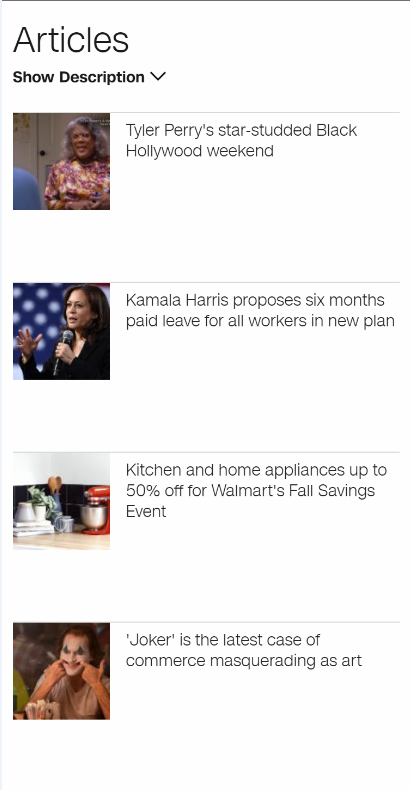 Articles
Show Description
Tyler Perry's star-studded Black
Hollywood weekend
Kamala Harris proposes six months
paid leave for all workers in new plan
Kitchen and home appliances up to
50% off for Walmart's Fall Savings
Event
'Joker' is the latest case of
commerce masquerading as art